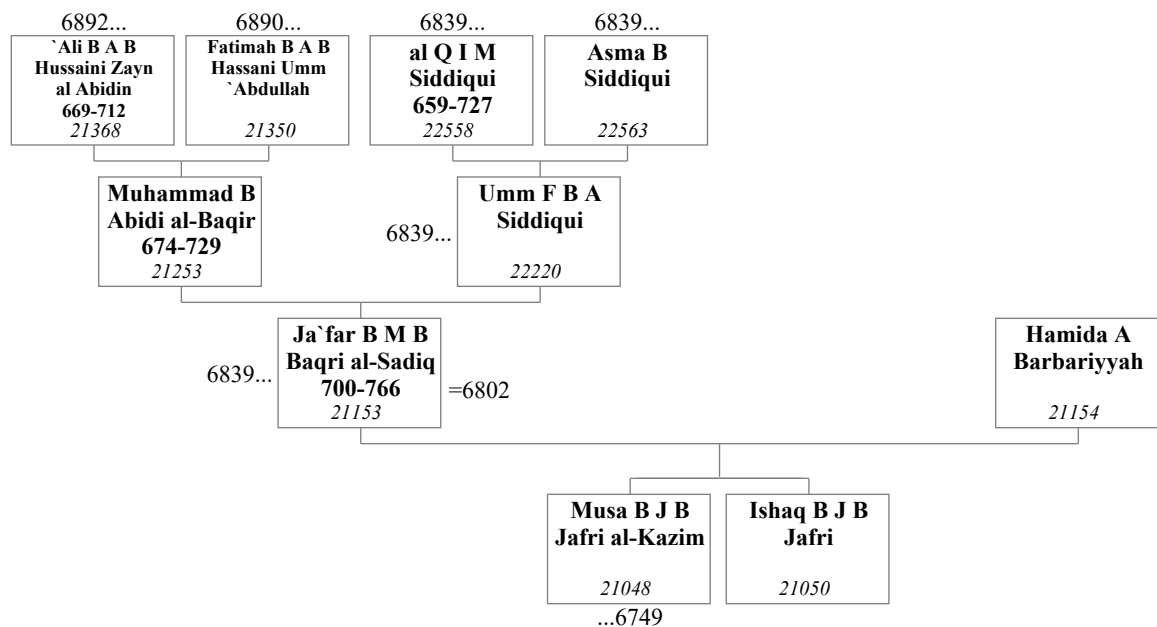 6892...
6890...
6839...
6839...
`Ali B A B
Hussaini Zayn
al Abidin
669-712
21368
Fatimah B A B
Hassani Umm
`Abdullah
21350
al Q I M
Siddiqui
659-727
22558
Asma B
Siddiqui
22563
Muhammad B
Abidi al-Baqir
674-729
21253
6839...
Umm F B A
Siddiqui
22220
6839...
Ja`far B M B
Baqri al-Sadiq
700-766
21153
=6802
Hamida A
Barbariyyah
21154
Musa B J B
Jafri al-Kazim
21048
...6749
Ishaq B J B
Jafri
21050